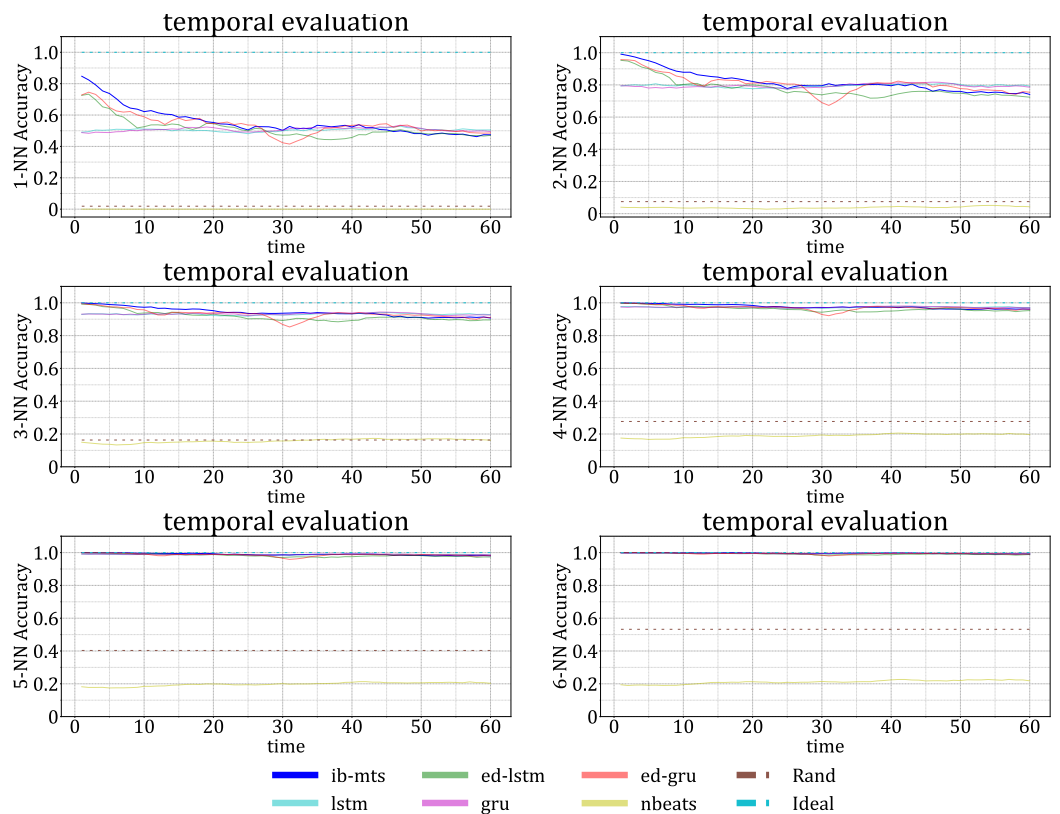 temporal evaluation temporal evaluation
1-NN Accuracy
1.0
0.8
0.6
0.4
0.2
0
0 10 20 30 40 50 60
time
2-NN Accuracy
1.0
0.8
0.6
0.4
0.2
0
0 10 20 30 40 50 60
time
temporal evaluation temporal evaluation
3-NN Accuracy
1.0
0.8
0.6
0.4
0.2
0
0 10 20 30 40 50 60
time
4-NN Accuracy
1.0
0.8
0.6
0.4
0.2
0
0 10 20 30 40 50 60
time
temporal evaluation temporal evaluation
5-NN Accuracy
1.0
0.8
0.6
0.4
0.2
0
0 10 20 30 40 50 60
time
6-NN Accuracy
1.0
0.8
0.6
0.4
0.2
0
0 10 20 30 40 50 60
time
ib-mts ed-lstm ed-gru Rand
lstm gru nbeats Ideal